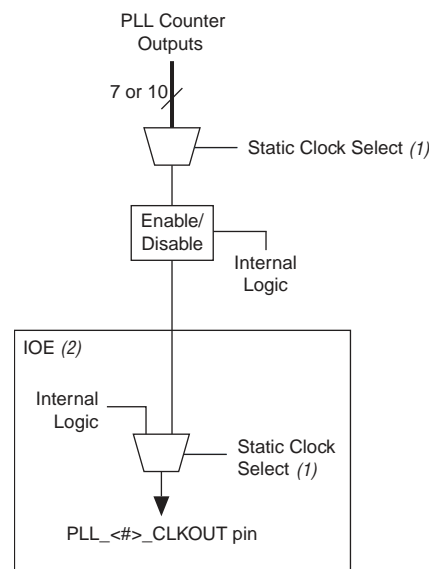 PLL Counter
Outputs
7 or 10
Static Clock Select (1)
Enable/
Disable
Internal
Logic
IOE (2)
Internal
Logic
Static Clock
Select (1)
PLL_<#>_CLKOUT pin